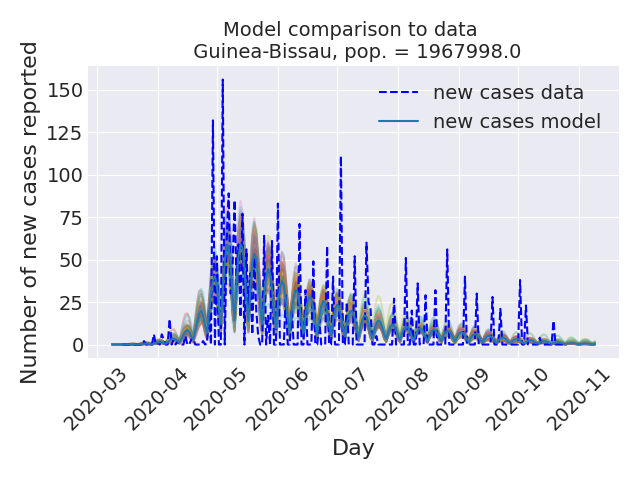 Model comparison to data
Guinea-Bissau, pop. = 1967998.0
new cases data
new cases model
Number of new cases reported
150
125
100
75
50
25
0
2020-03
2020-04
2020-05
2020-06
2020-07
2020-08
2020-09
2020-10
2020-11
Day